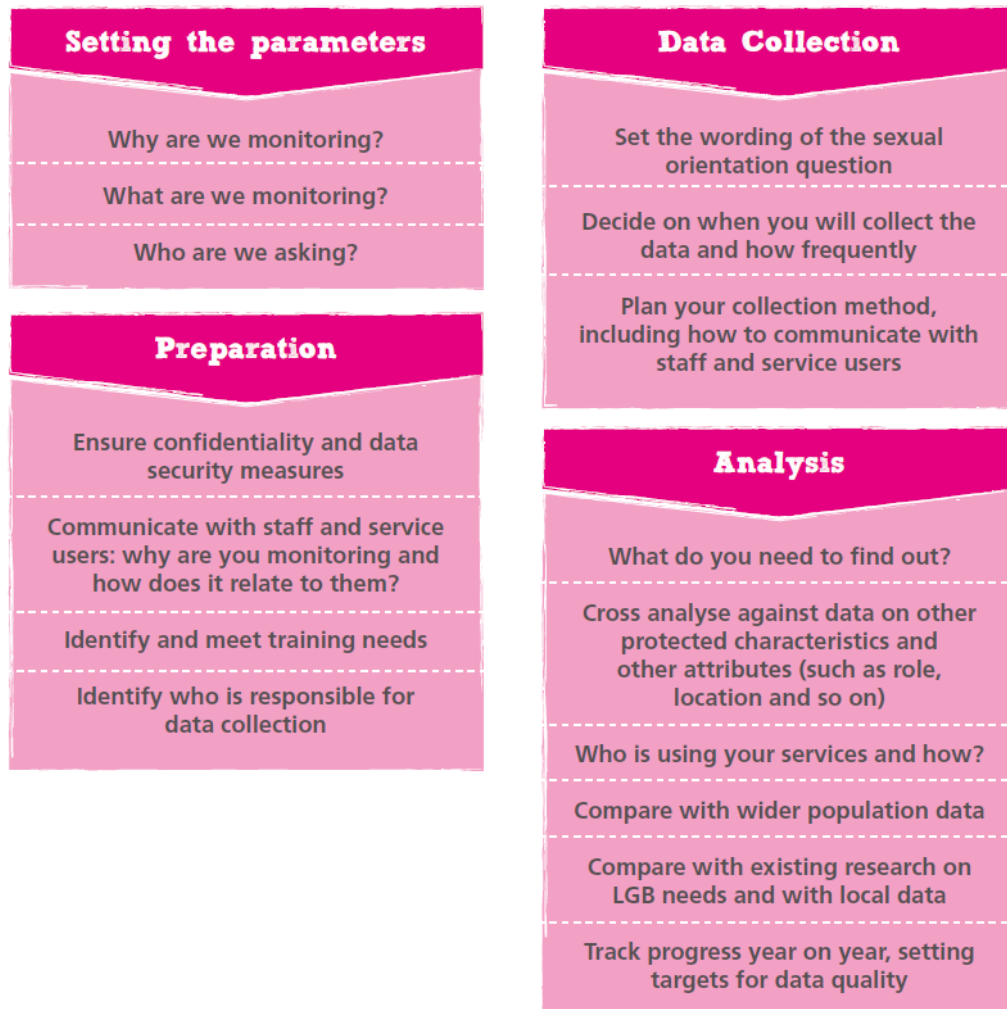 Setting the parameters
Why are we monitoring?
What are we monitoring?
Who are we asking?
Preparation
Ensure confidentiality and data
security measures
Communicate with staff and service
users: why are you monitoring and
how does it relate to them?
Identify and meet training needs
Identify who is responsible for
data collection
Data Collection
Set the wording of the sexual
orientation question
Decide on when you will collect the
data and how frequently
Plan your collection method,
including how to communicate with
staff and service users
Analysis
What do you need to find out?
Cross analyse against data on other
protected characteristics and
other attributes (such as role,
location and so on)
Who is using your services and how?
Compare with wider population data
Compare with existing research on
LGB needs and with local data
Track progress year on year, setting
targets for data quality